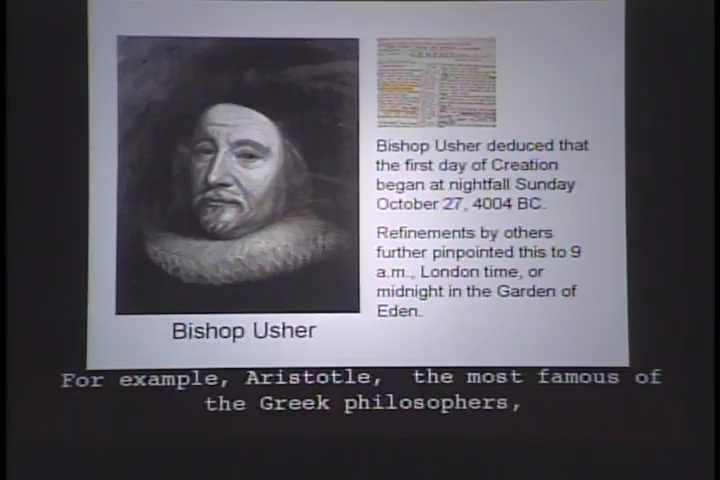 GENESIS
Bishop Usher deduced that
the first day of Creation
began at nightfall Sunday
October 27, 4004 BC.
Refinements by others
further pinpointed this to 9
a.m., London time, or
midnight in the Garden of
Eden.
Bishop Usher
For example, Aristotle, the most famous of
the Greek philosophers,